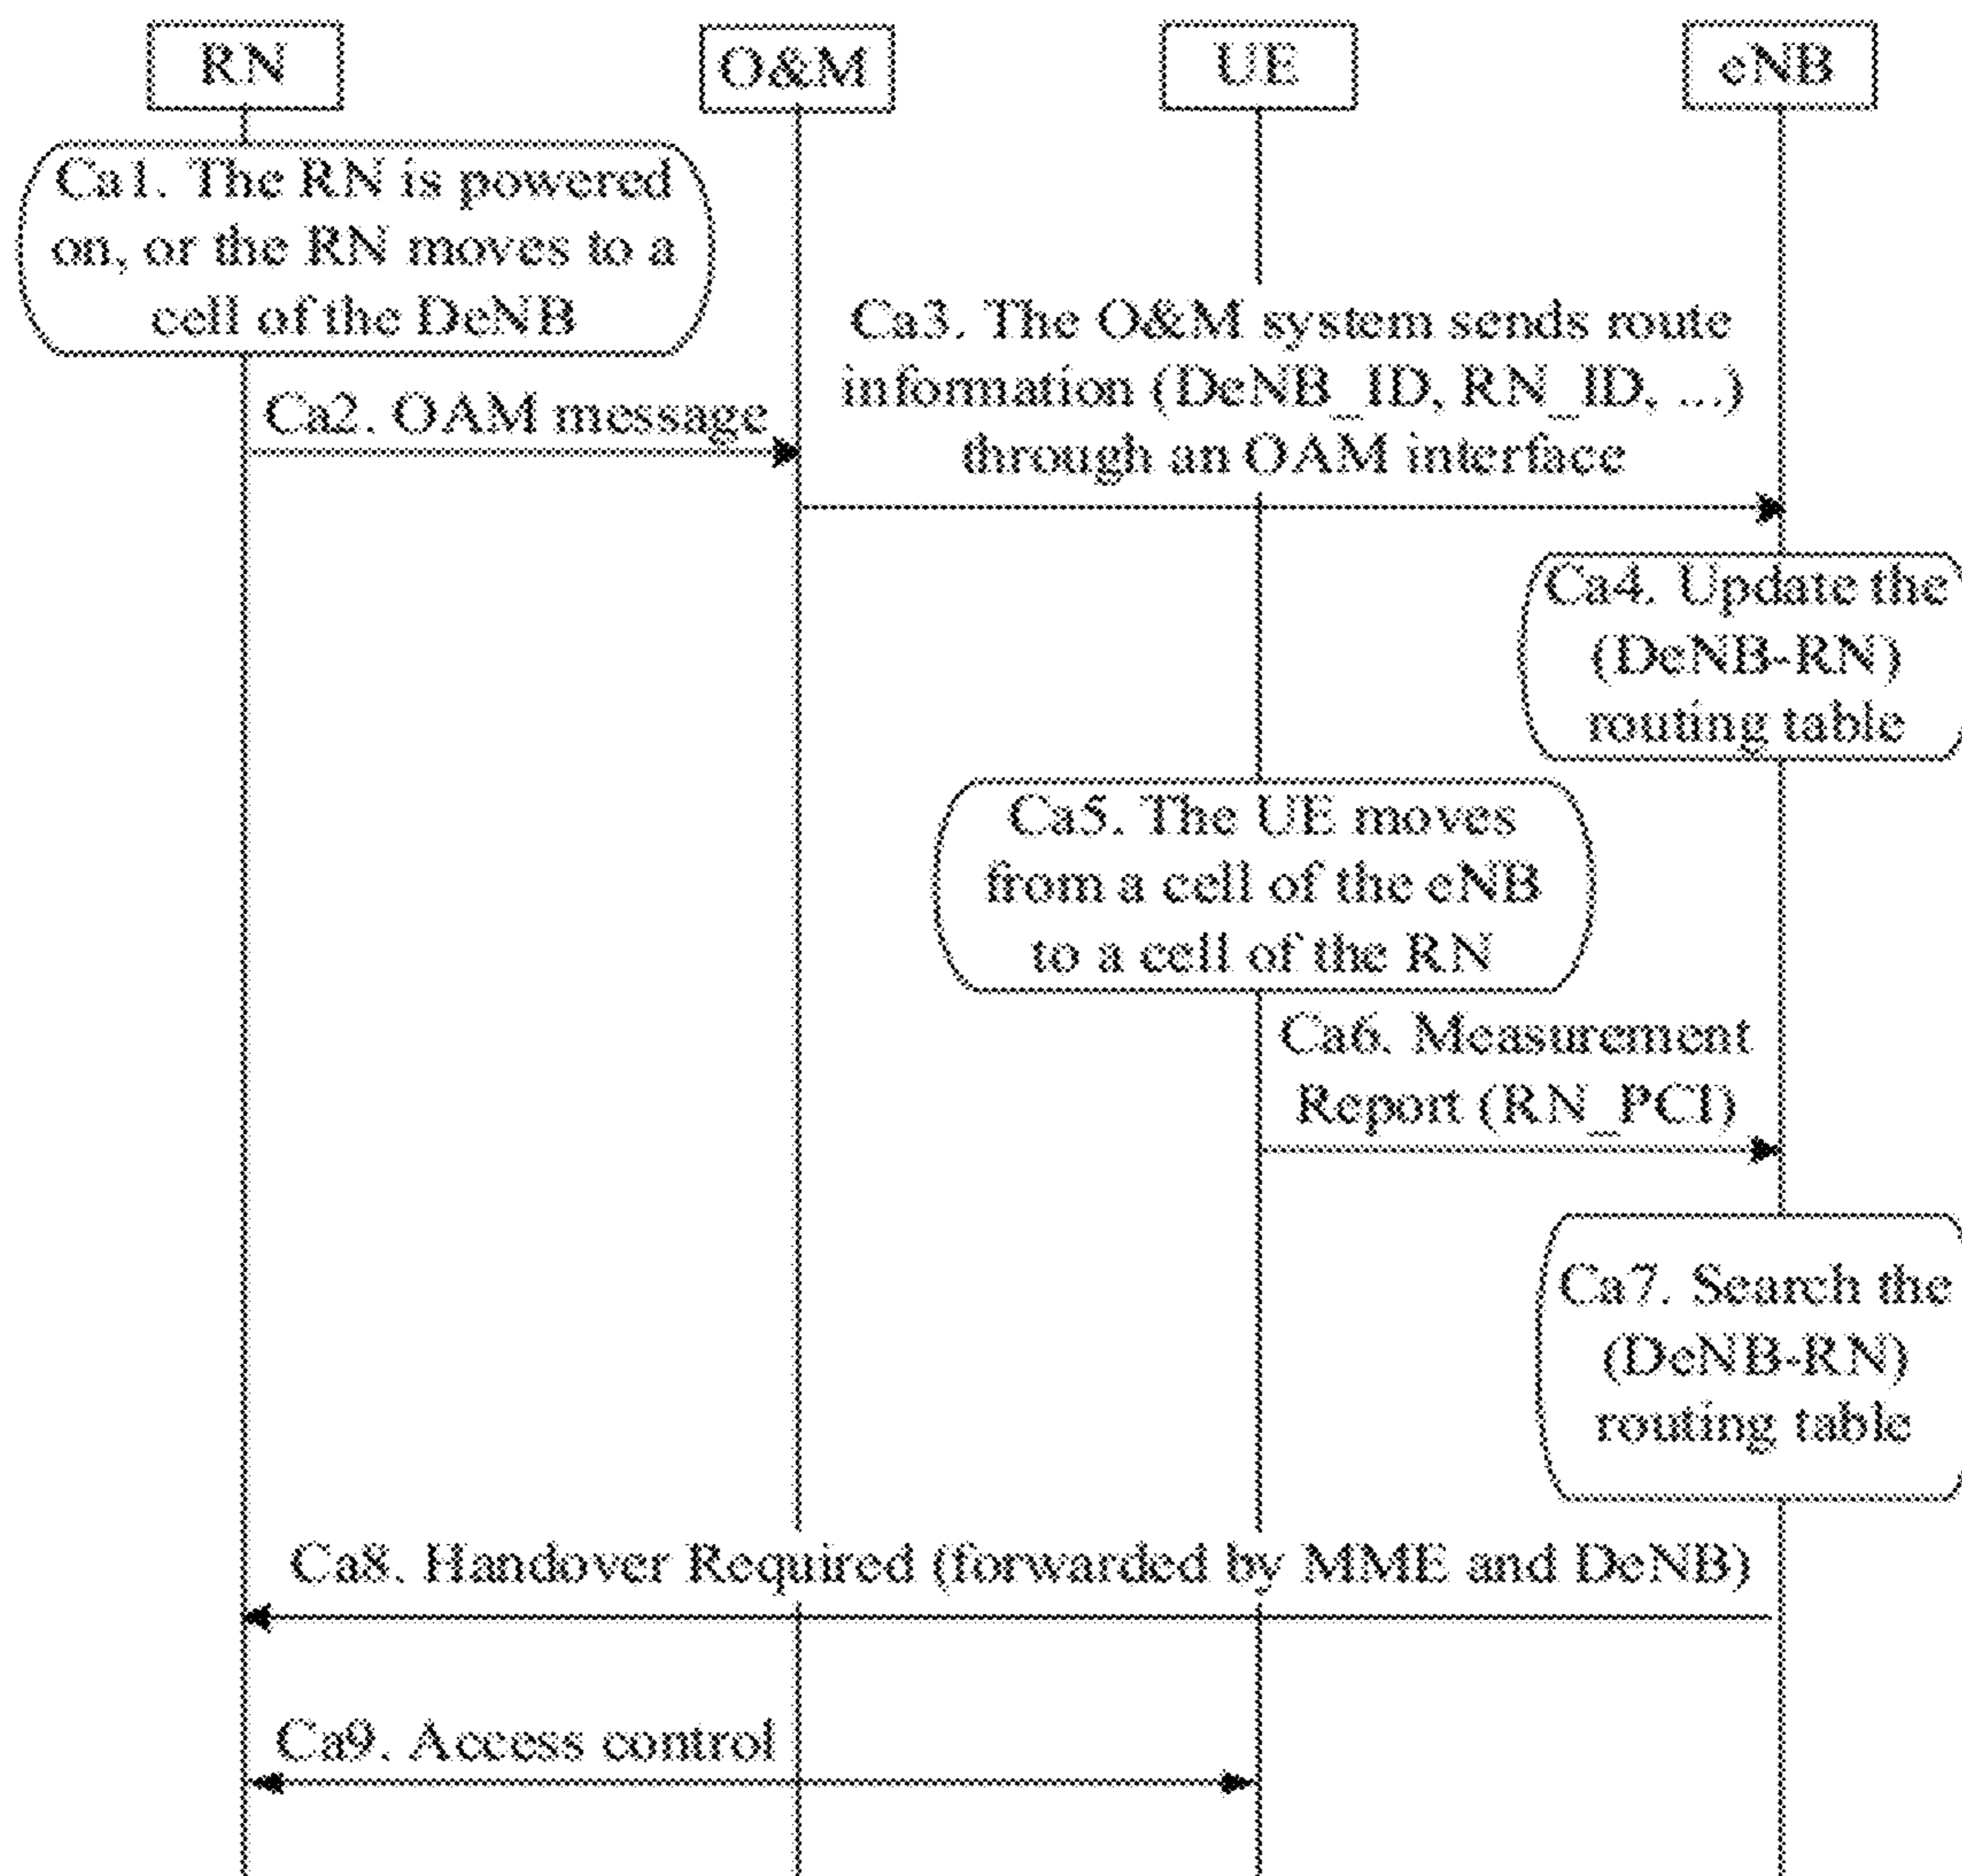 RN
O&M
UE
eNB
Ca1. The RN is powered
on, or the RN moves to a
cell of the DeNB
Ca2. OAM message
Ca3. The O&M system sends route
information (DeNB_ID, RN_ID, ...)
through an OAM interface
Ca4. Update the
(DeNB-RN)
routing table
Ca5. The UE moves
from a cell of the eNB
to a cell of the RN
Ca6. Measurement
Report (RN_PCI)
Ca7. Search the
(DeNB-RN)
routing table
Ca8. Handover Required (forwarded by MME and DeNB)
Ca9. Access control